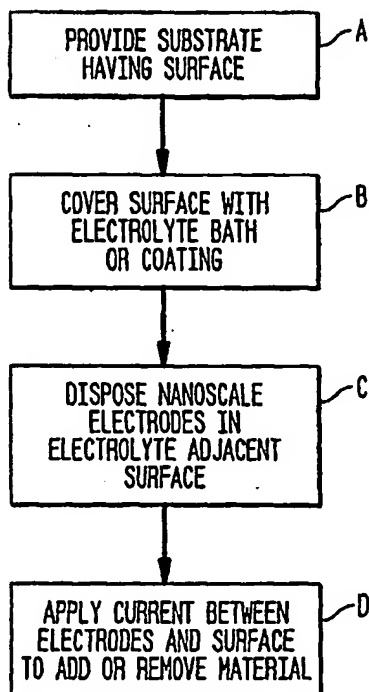 PROVIDE SUBSTRATE
HAVING SURFACE
A
COVER SURFACE WITH
ELECTROLYTE BATH
OR COATING
B
DISPOSE NANOSCALE
ELECTRODES IN
ELECTROLYTE ADJACENT
SURFACE
C
APPLY CURRENT BETWEEN
ELECTRODES AND SURFACE
TO ADD OR REMOVE MATERIAL
D